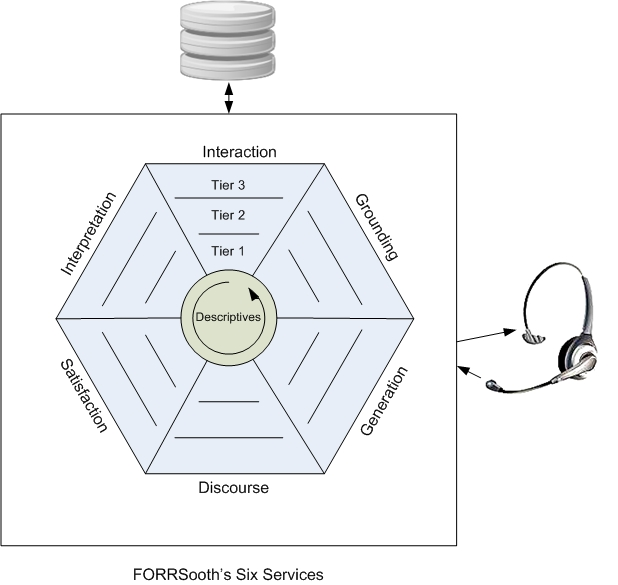 Interaction
Tier 3
Tier 2
Tier 1
Interpretation
Grounding
Descriptives
Satisfaction
Generation
Discourse
FORRSooth's Six Services